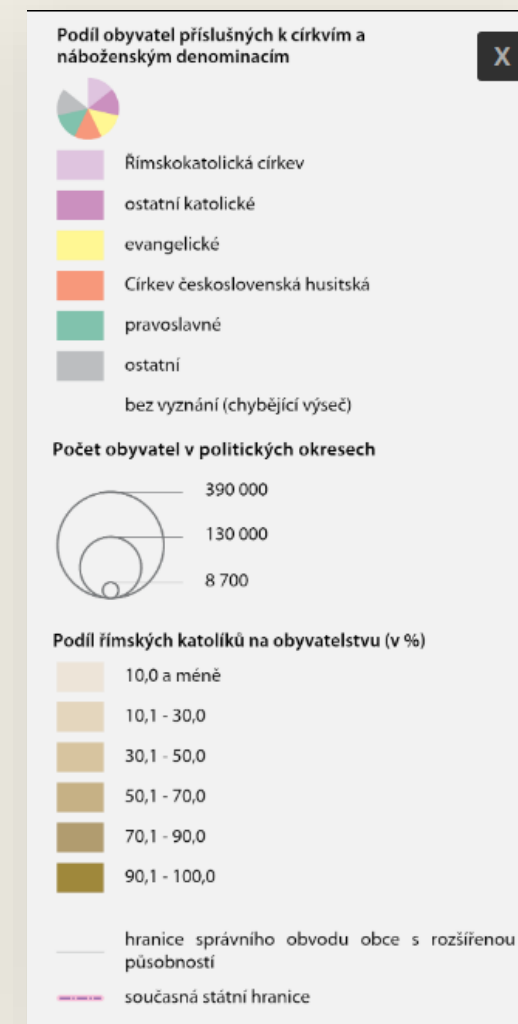 Podíl obyvatel příslušných k církvím a
náboženským denominacím
X
Římskokatolická církev
ostatní katolické
evangelické
Církev československá husitská
pravoslavné
ostatní
bez vyznání (chybějící výseč)
Počet obyvatel v politických okresech
390 000
130 000
8 700
Podíl římských katolíků na obyvatelstvu (v %)
10,0 a méně
10,1 - 30,0
30,1 - 50,0
50,1 - 70,0
70,1 - 90,0
90,1 - 100,0
hranice správního obvodu obce s rozšířenou
působností
současná státní hranice